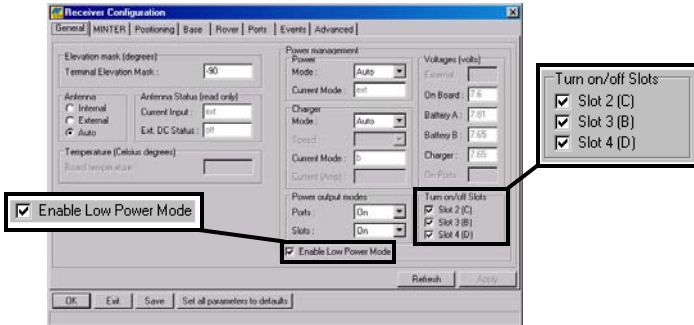 Receiver Configuration
General MINTER Positioning Base Rover Ports Events Advanced
Elevation mask (degrees)
Terminal Elevation Mask : -90
Antenna
Internal
External
Auto
Antenna Status (read only)
Current Input : ext
Ext. DC Status : off
Temperature (Celsius degrees)
Board temperature
Power management
Power
Mode : Auto
Current Mode : ext
Charger
Mode : Auto
Speed :
Current Mode : b
Current (Amp) :
Power output modes
Ports : On
Slots : On
Enable Low Power Mode
Voltages (volts)
External :
On Board : 7.6
Battery A : 7.81
Battery B : 7.65
Charger : 7.65
On Ports :
Turn on/off Slots
Slot 2 (C)
Slot 3 (B)
Slot 4 (D)
Refresh Apply
OK Exit Save Set all parameters to defaults
Enable Low Power Mode
Turn on/off Slots
Slot 2 (C)
Slot 3 (B)
Slot 4 (D)